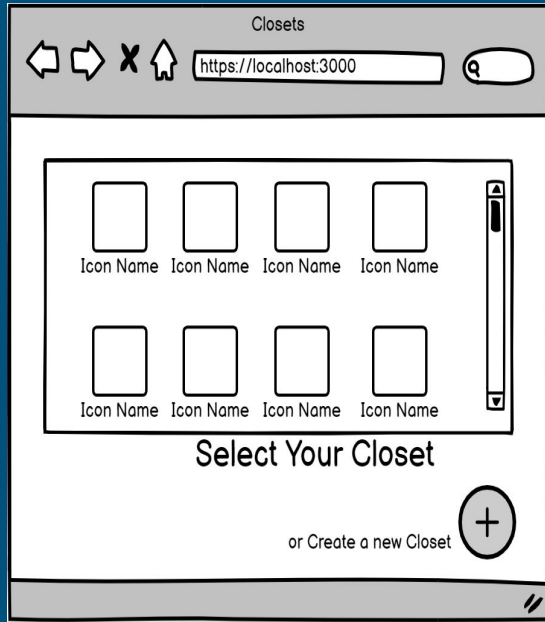 Closets
https://localhost:3000
Icon Name Icon Name Icon Name Icon Name
Icon Name Icon Name Icon Name Icon Name
Select Your Closet
or Create a new Closet